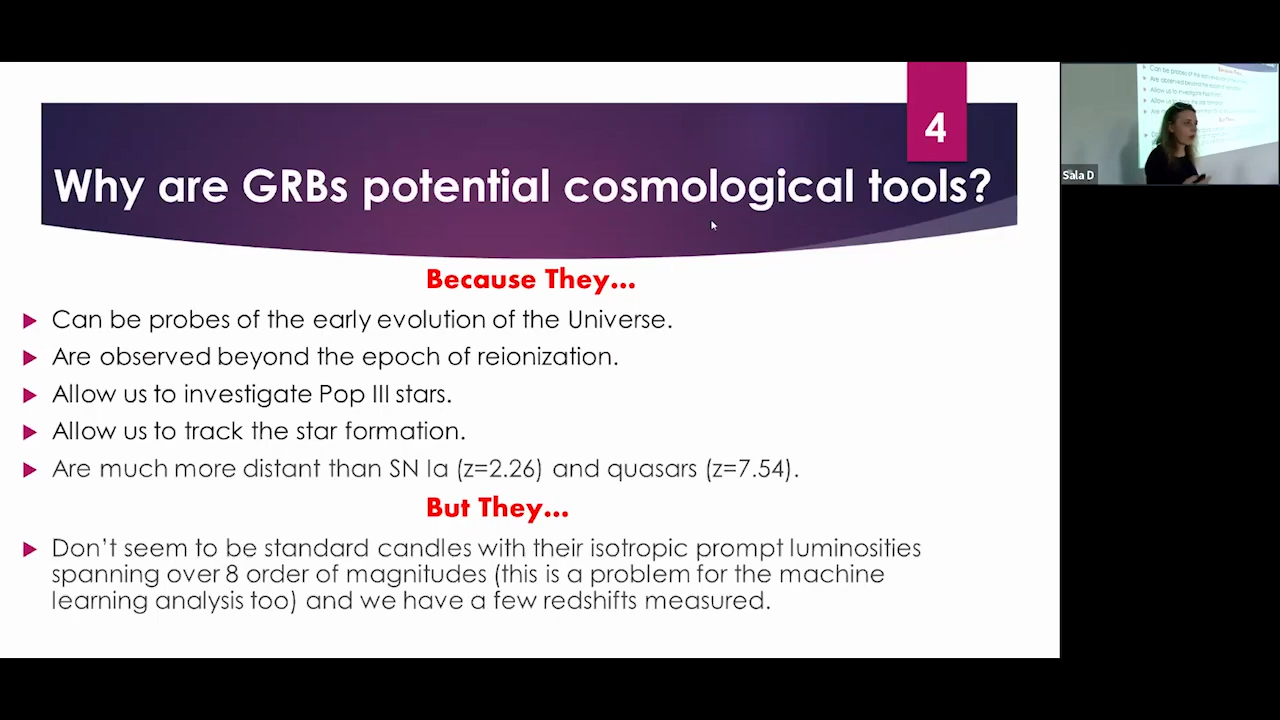 4
Why are GRBs potential cosmological tools?
Because They...
Can be probes of the early evolution of the Universe.
Are observed beyond the epoch of reionization.
Allow us to investigate Pop III stars.
Allow us to track the star formation.
Are much more distant than SN Ia (z=2.26) and quasars (z=7.54).
But They...
Don't seem to be standard candles with their isotropic prompt luminosities
spanning over 8 order of magnitudes (this is a problem for the machine
learning analysis too) and we have a few redshifts measured.
Sala D